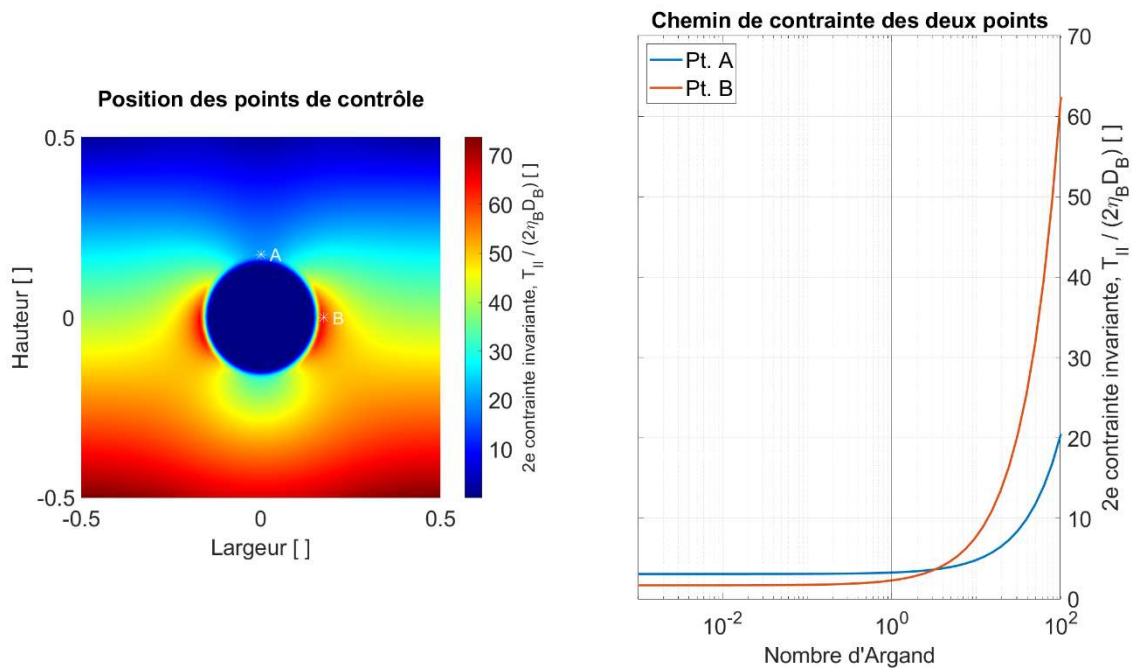 Position des points de contrôle
0.5
0
-0.5
Hauteur [ ]
-0.5
0
0.5
Largeur [ ]
A
B
70
60
50
40
30
20
10
2e contrainte invariante, T_II / (2η_B D_B) [ ]
Chemin de contrainte des deux points
Pt. A
Pt. B
70
60
50
40
30
20
10
0
2e contrainte invariante, T_II / (2η_B D_B) [ ]
10^-2
10^0
10^2
Nombre d'Argand